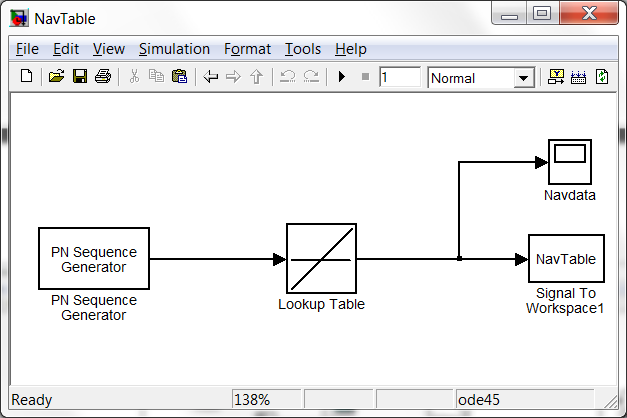 NavTable
File Edit View Simulation Format Tools Help
1 Normal
Navdata
PN Sequence
Generator
PN Sequence
Generator
Lookup Table
NavTable
Signal To
Workspace1
Ready 138% ode45